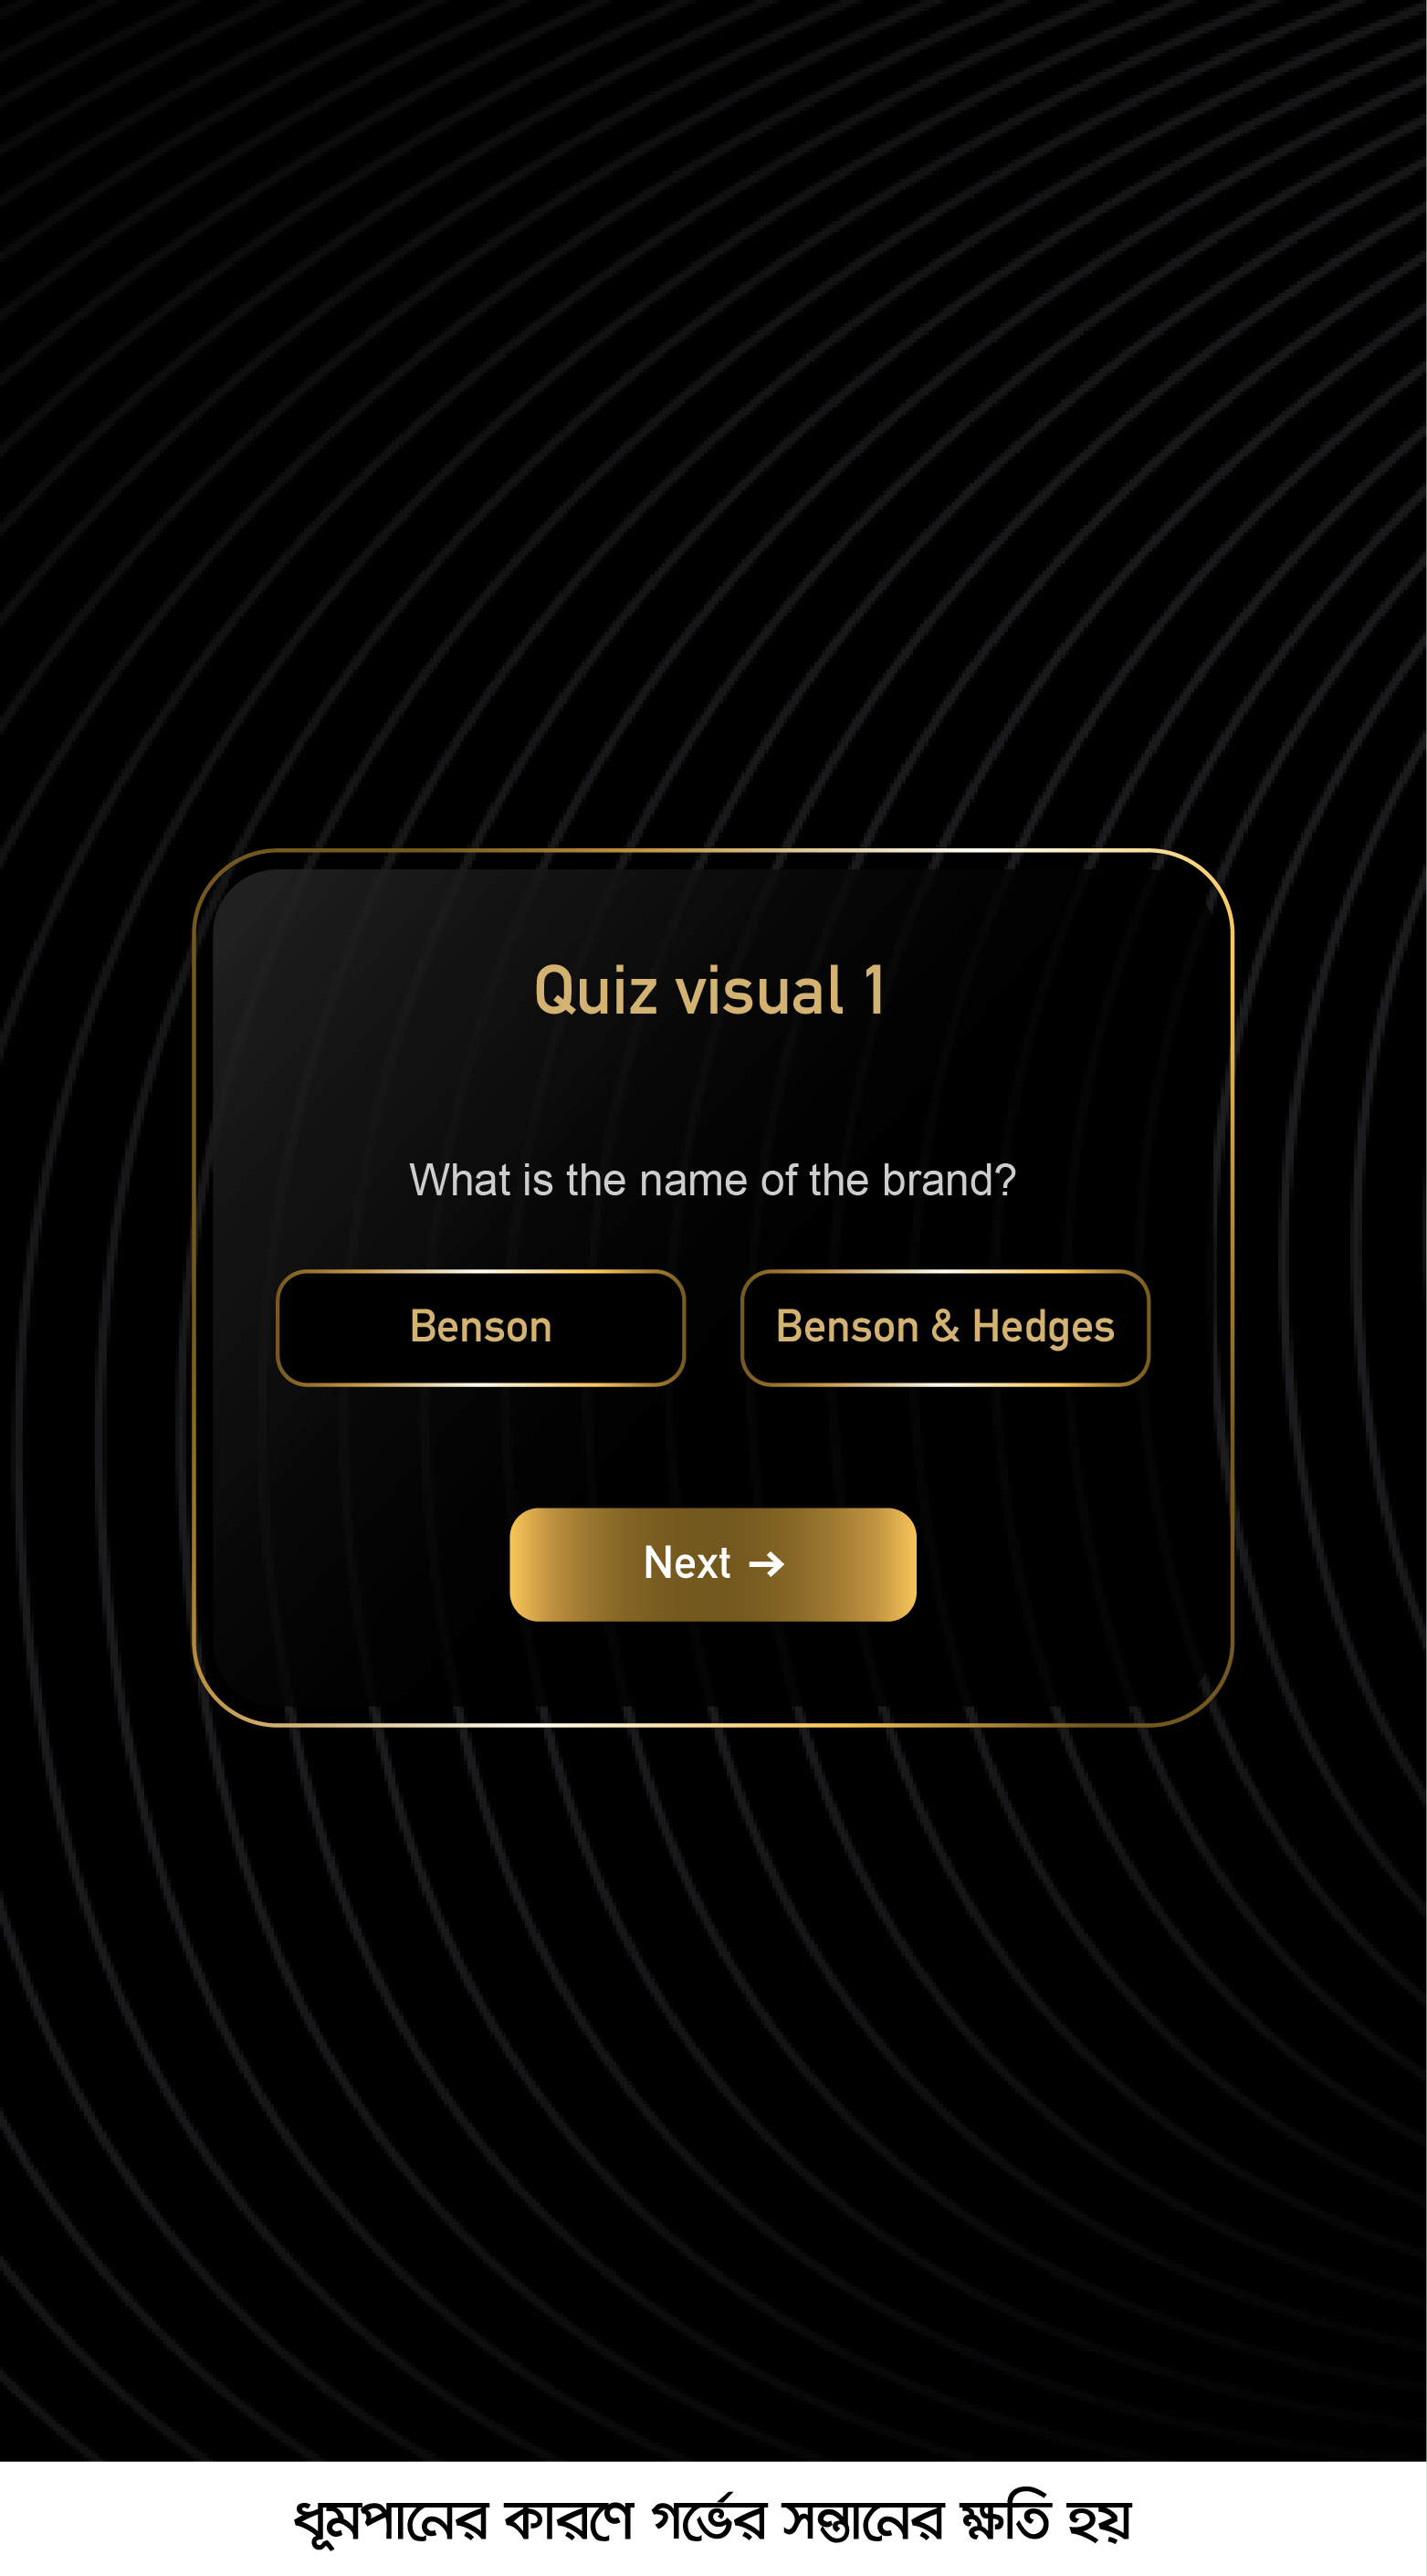 Quiz visual 1
What is the name of the brand?
Benson
Benson & Hedges
Next →
ধূমপানের কারণে গর্ভের সন্তানের ক্ষতি হয়